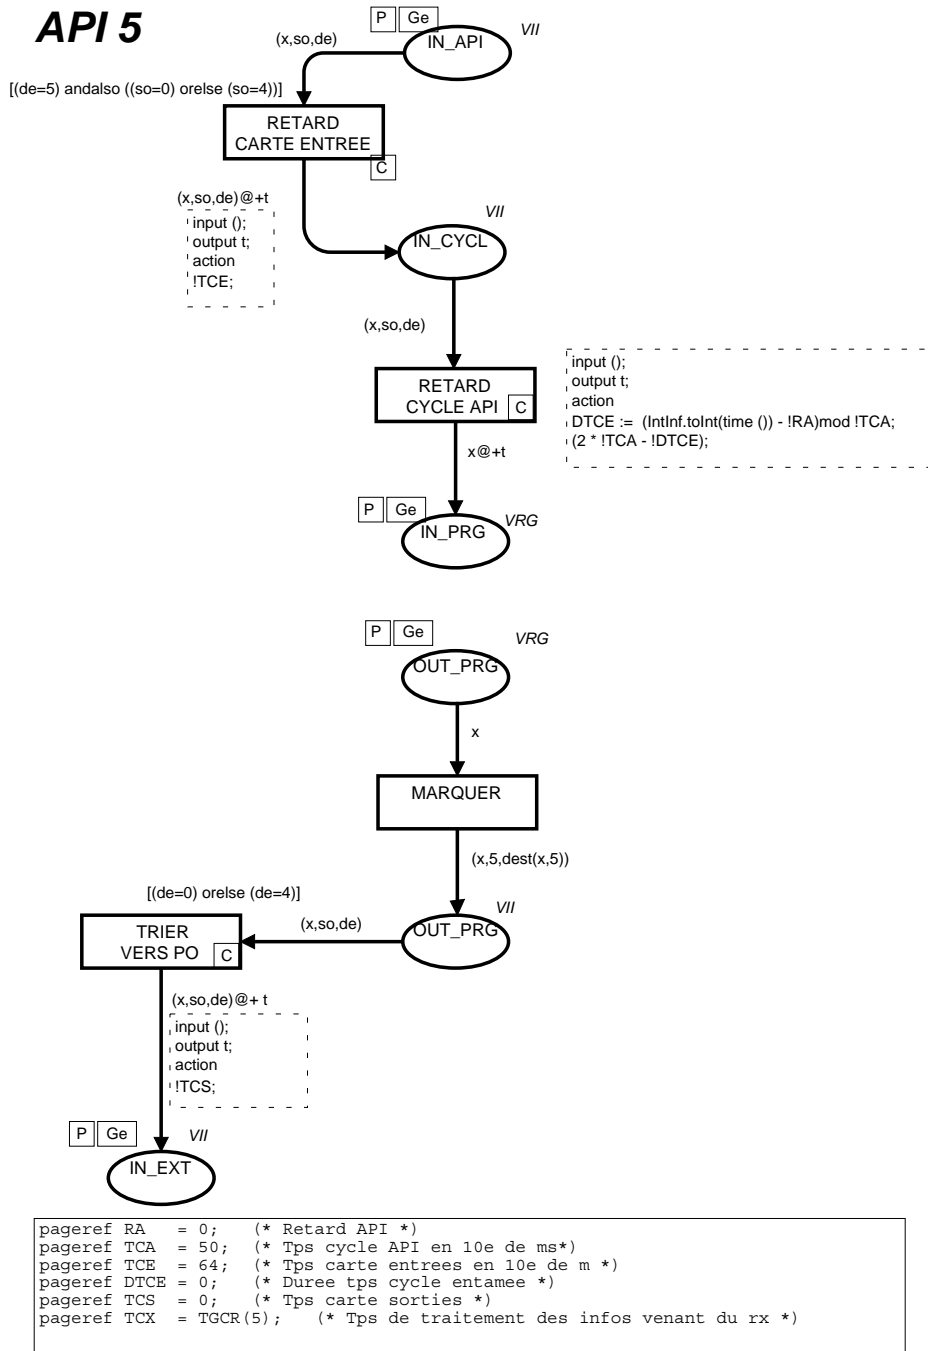 API 5
P Ge
VII
(x,so,de)
IN_API
[(de=5) andalso ((so=0) orelse (so=4))]
RETARD
CARTE ENTREE
C
(x,so,de)@+t
input ();
output t;
action
!TCE;
VII
IN_CYCL
(x,so,de)
RETARD
CYCLE API C
input ();
output t;
action
DTCE := (IntInf.toInt(time ()) - !RA)mod !TCA;
(2 * !TCA - !DTCE);
x@+t
P Ge
VRG
IN_PRG
P Ge
VRG
OUT_PRG
x
MARQUER
(x,5,dest(x,5))
[(de=0) orelse (de=4)]
VII
OUT_PRG
(x,so,de)
TRIER
VERS PO C
(x,so,de)@+ t
input ();
output t;
action
!TCS;
P Ge
VII
IN_EXT
pageref RA = 0; (* Retard API *)
pageref TCA = 50; (* Tps cycle API en 10e de ms*)
pageref TCE = 64; (* Tps carte entrees en 10e de m *)
pageref DTCE = 0; (* Duree tps cycle entamee *)
pageref TCS = 0; (* Tps carte sorties *)
pageref TCX = TGCR(5); (* Tps de traitement des infos venant du rx *)